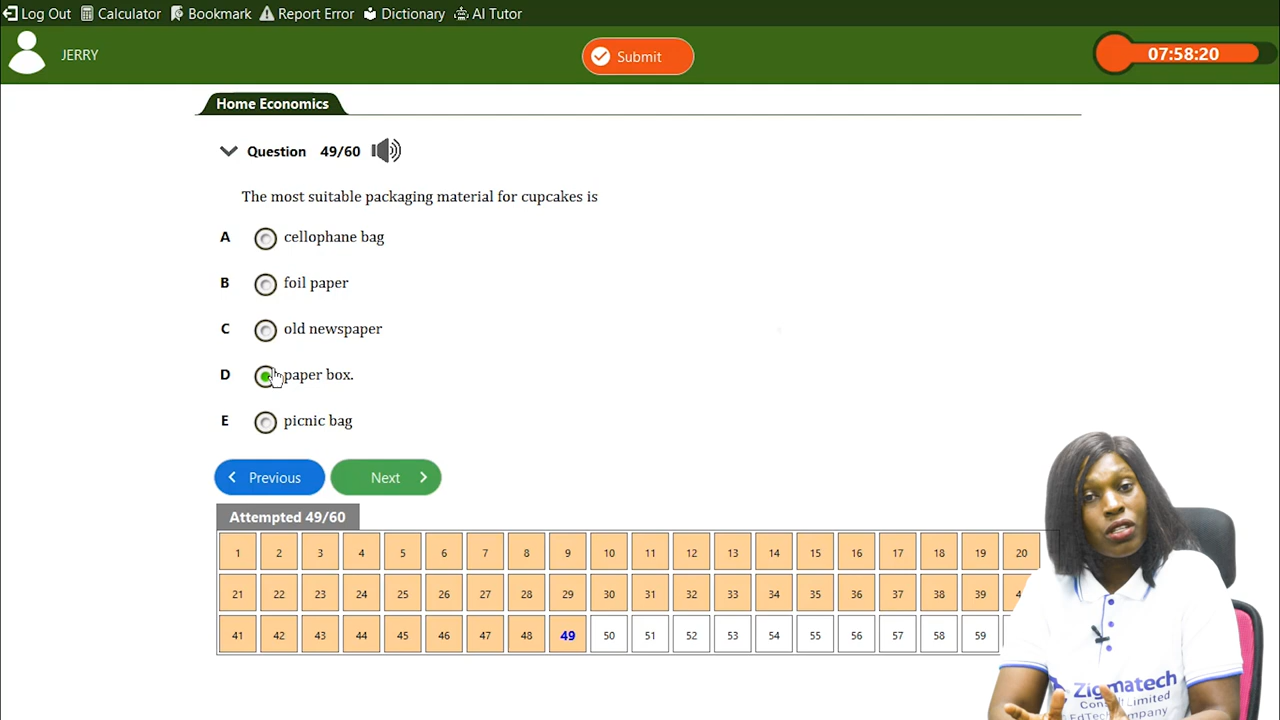 Log Out Calculator Bookmark Report Error Dictionary AI Tutor
JERRY
Submit
07:58:20
Home Economics
Question 49/60
The most suitable packaging material for cupcakes is
A cellophane bag
B foil paper
C old newspaper
D paper box.
E picnic bag
Previous Next
Attempted 49/60
1 2 3 4 5 6 7 8 9 10 11 12 13 14 15 16 17 18 19 20
21 22 23 24 25 26 27 28 29 30 31 32 33 34 35 36 37 38 39
41 42 43 44 45 46 47 48 49 50 51 52 53 54 55 56 57 58 59
Zigmatech
Consult Limited
EdTech Company